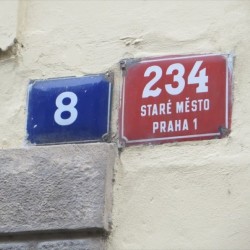 8
234
STARÉ MĚSTO
PRAHA 1